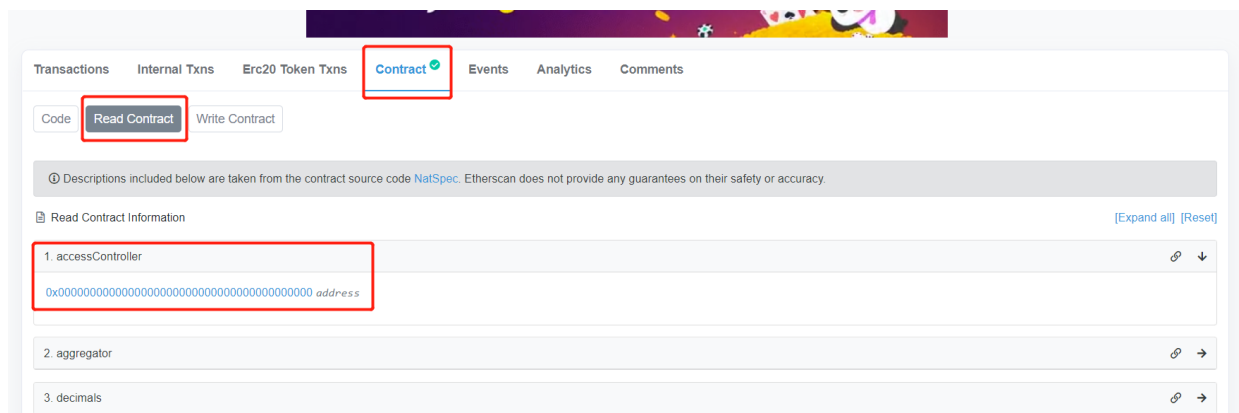 Transactions Internal Txns Erc20 Token Txns Contract Events Analytics Comments
Code Read Contract Write Contract
Descriptions included below are taken from the contract source code NatSpec. Etherscan does not provide any guarantees on their safety or accuracy.
Read Contract Information [Expand all] [Reset]
1. accessController
0x0000000000000000000000000000000000000000 address
2. aggregator
3. decimals